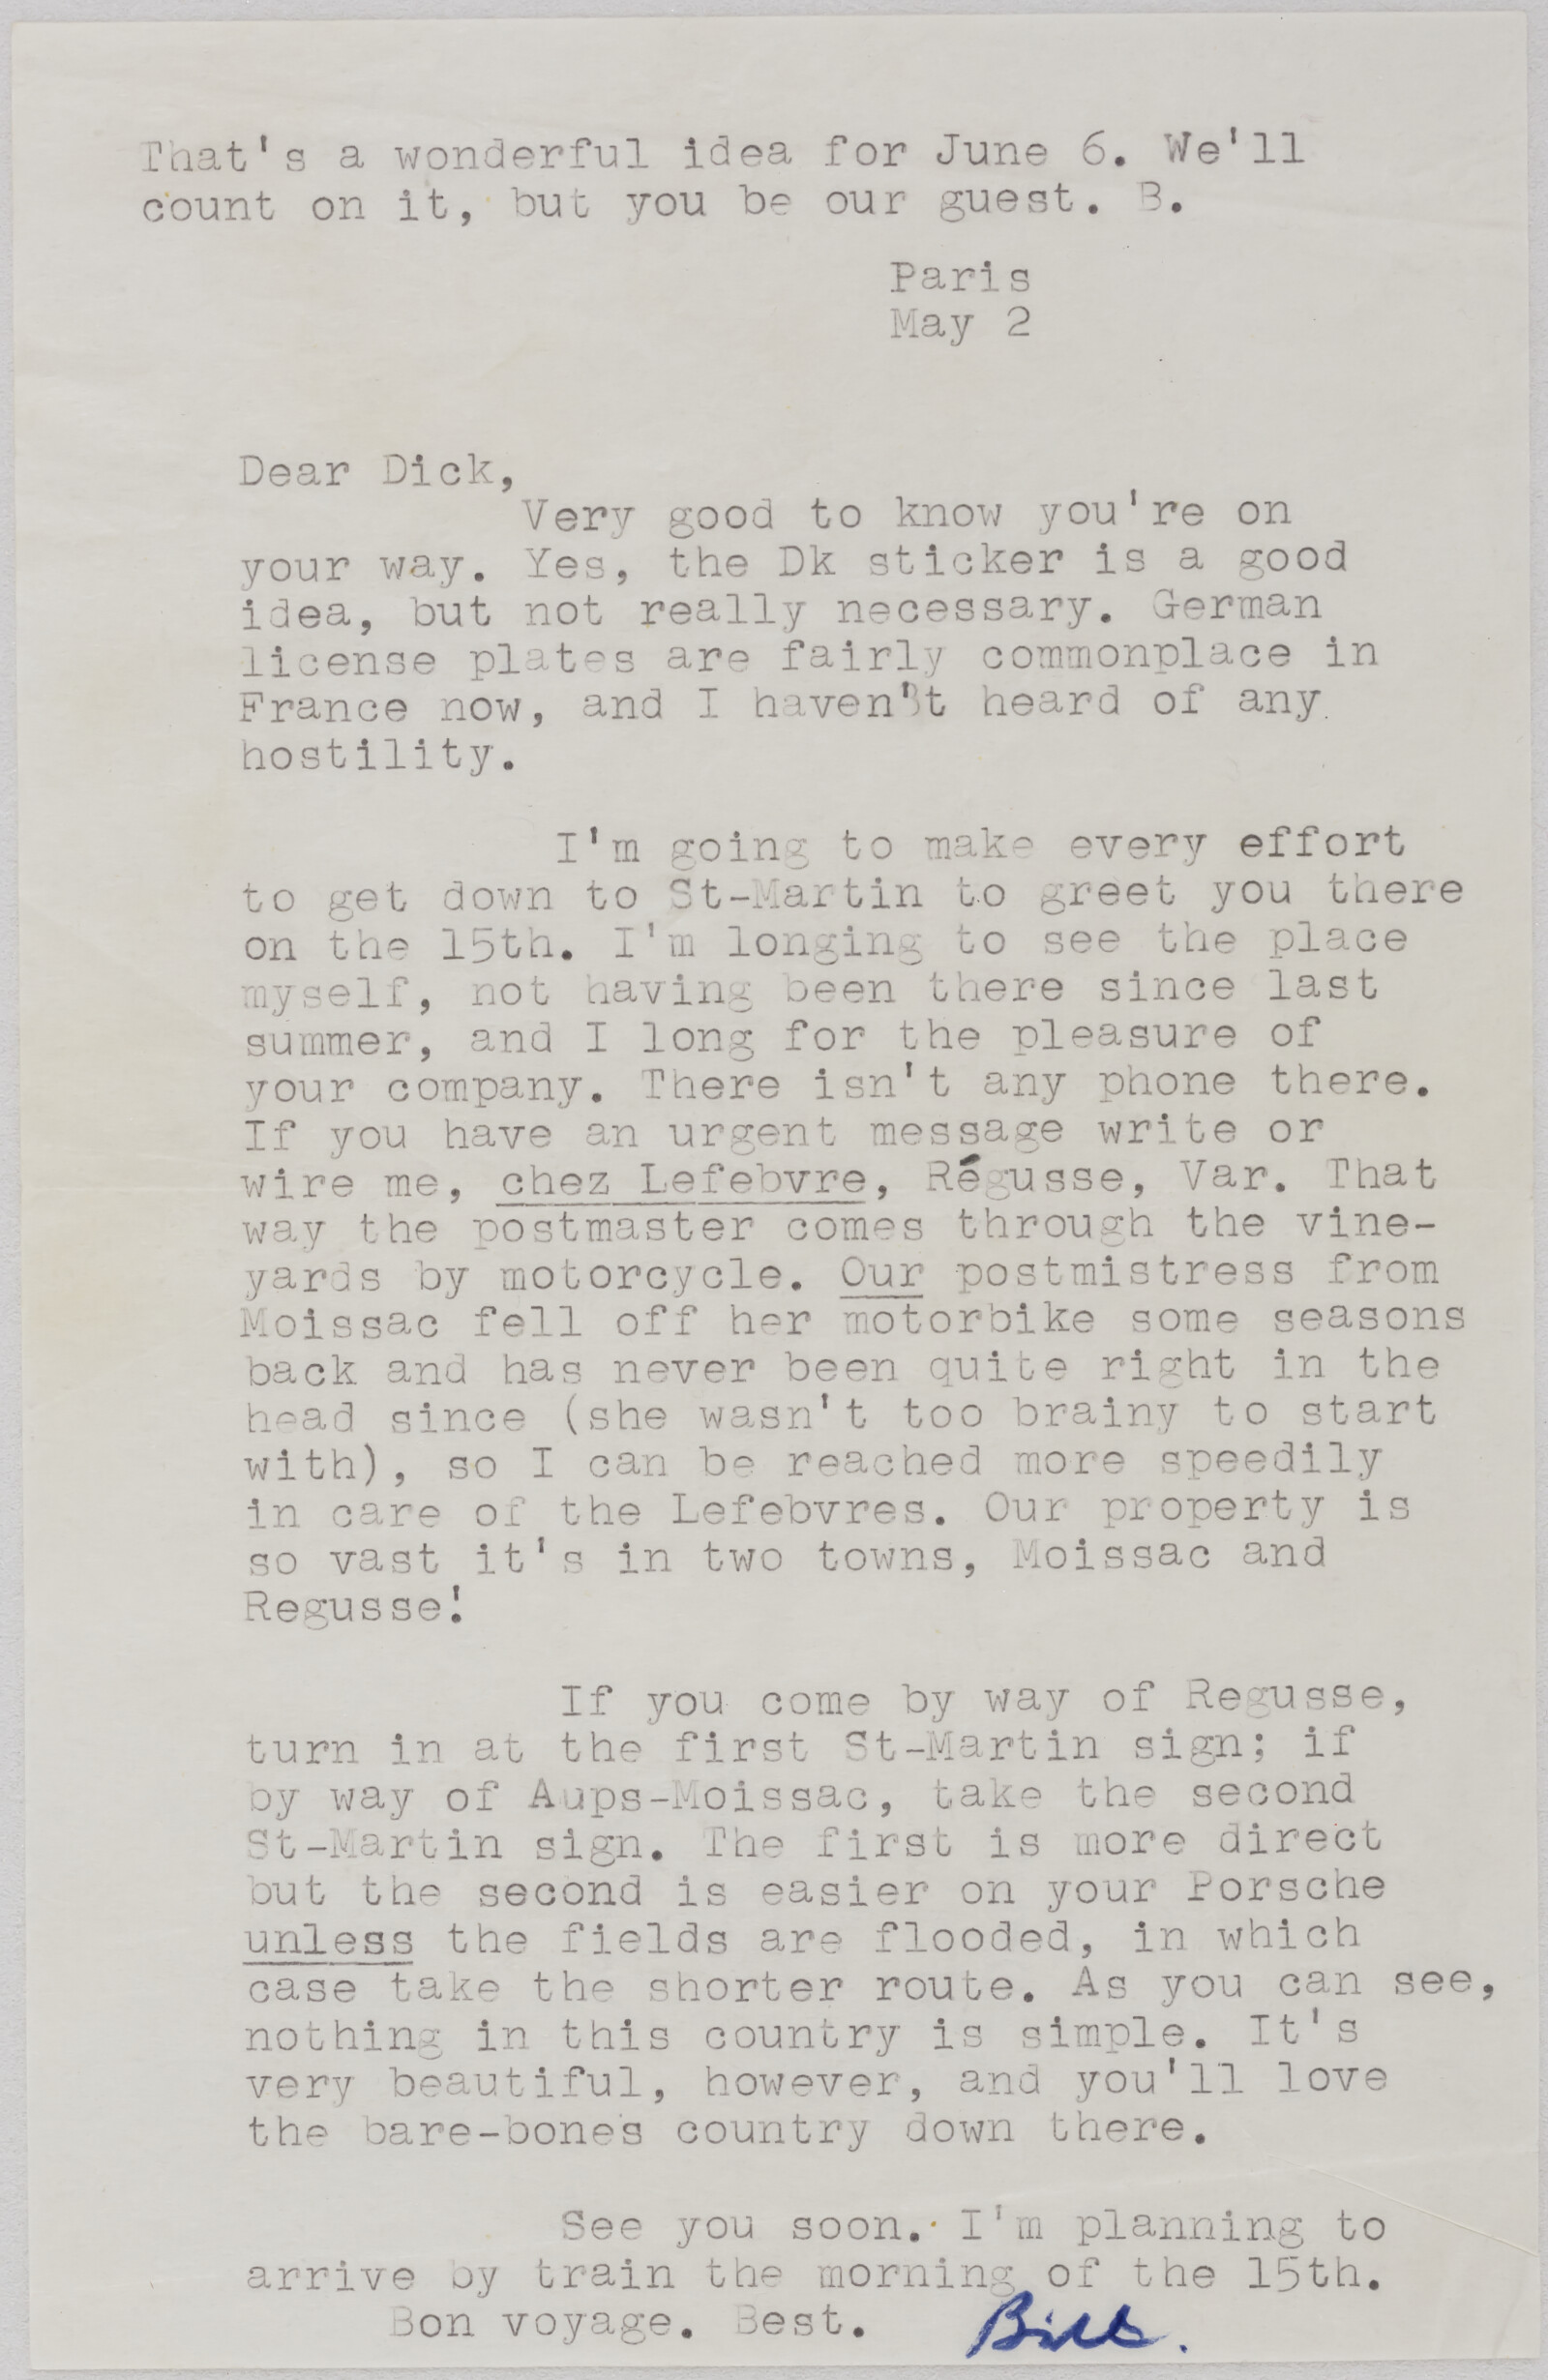 That's a wonderful idea for June 6. We'll
count on it, but you be our guest. B.
Paris
May 2
Dear Dick,
Very good to know you're on
your way. Yes, the Dk sticker is a good
idea, but not really necessary. German
license plates are fairly commonplace in
France now, and I haven't heard of any
hostility.
I'm going to make every effort
to get down to St-Martin to greet you there
on the 15th. I'm longing to see the place
myself, not having been there since last
summer, and I long for the pleasure of
your company. There isn't any phone there.
If you have an urgent message write or
wire me, chez Lefebvre, Régusse, Var. That
way the postmaster comes through the vine-
yards by motorcycle. Our postmistress from
Moissac fell off her motorbike some seasons
back and has never been quite right in the
head since (she wasn't too brainy to start
with), so I can be reached more speedily
in care of the Lefebvres. Our property is
so vast it's in two towns, Moissac and
Regusse!
If you come by way of Regusse,
turn in at the first St-Martin sign; if
by way of Aups-Moissac, take the second
St-Martin sign. The first is more direct
but the second is easier on your Porsche
unless the fields are flooded, in which
case take the shorter route. As you can see,
nothing in this country is simple. It's
very beautiful, however, and you'll love
the bare-bones country down there.
See you soon. I'm planning to
arrive by train the morning of the 15th.
Bon voyage. Best. Bill.